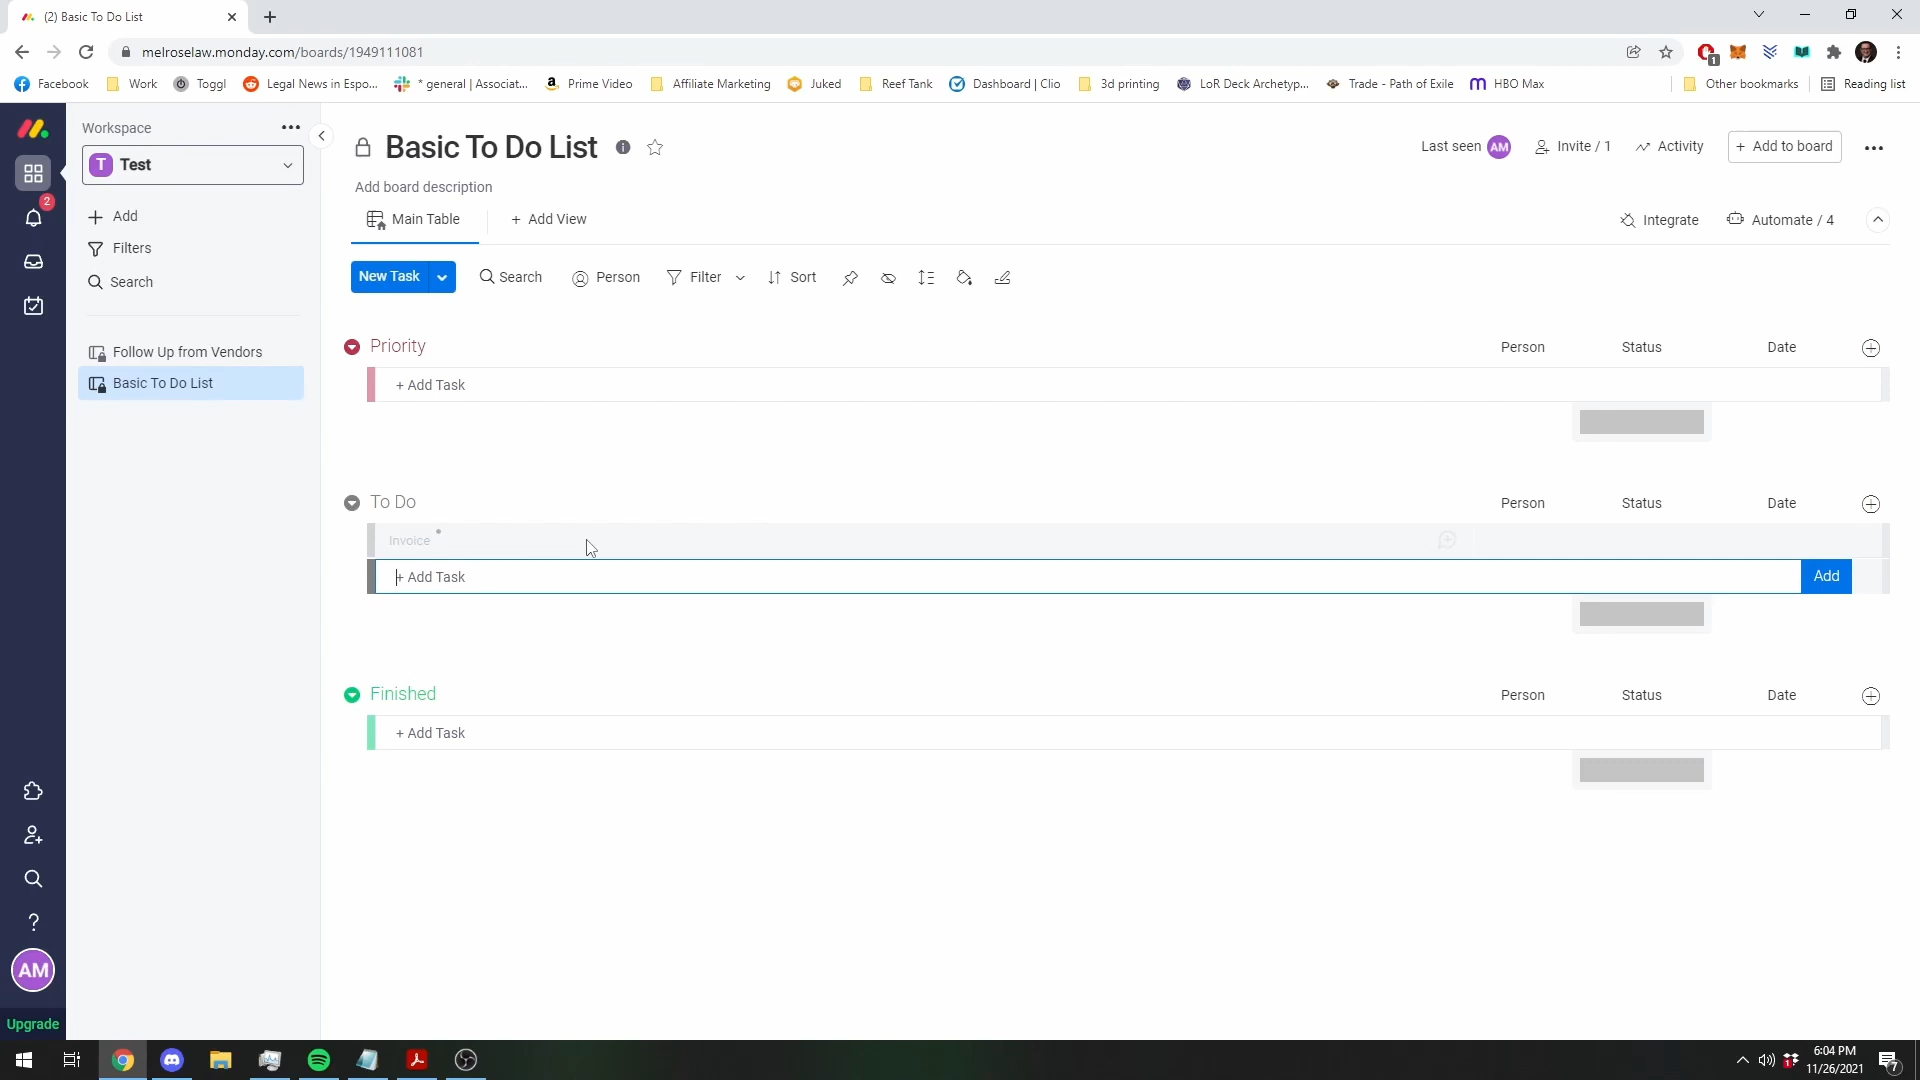 (2) Basic To Do List
melroselaw.monday.com/boards/1949111081
1
Facebook Work Toggl Legal News in Espo... * general | Associat... Prime Video Affiliate Marketing Juked Reef Tank Dashboard | Clio 3d printing LoR Deck Archetyp... Trade - Path of Exile HBO Max Other bookmarks Reading list
Workspace
T Test
2
Add
Filters
Search
Follow Up from Vendors
Basic To Do List
Basic To Do List
Last seen AM Invite / 1 Activity + Add to board
Add board description
Main Table + Add View Integrate Automate / 4
New Task Search Person Filter Sort
Priority Person Status Date
+ Add Task
To Do Person Status Date
Invoice *
+ Add Task Add
Finished Person Status Date
+ Add Task
?
AM
Upgrade
6:04 PM
11/26/2021
1
7